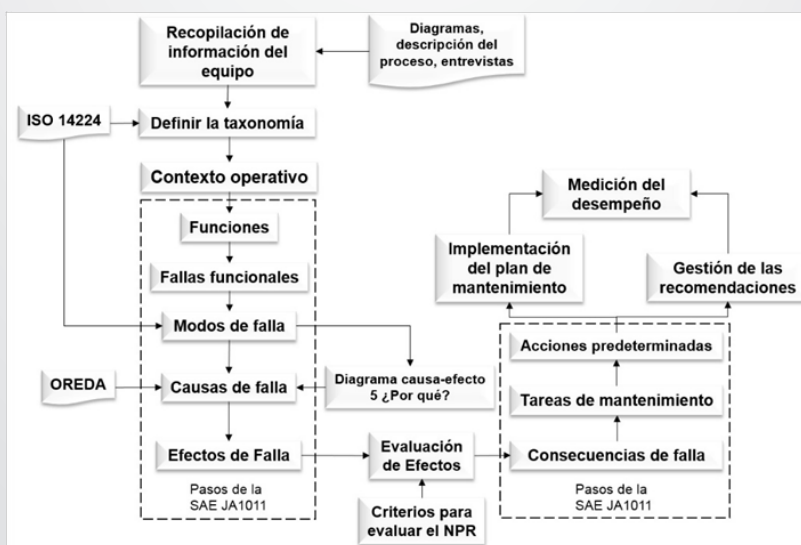 Recopilación de
información del
equipo
Diagramas,
descripción del
proceso, entrevistas
ISO 14224
Definir la taxonomía
Contexto operativo
Funciones
Fallas funcionales
Modos de falla
OREDA
Causas de falla
Diagrama causa-efecto
5 ¿Por qué?
Efectos de Falla
Pasos de la
SAE JA1011
Evaluación
de Efectos
Criterios para
evaluar el NPR
Medición del
desempeño
Implementación
del plan de
mantenimiento
Gestión de las
recomendaciones
Acciones predeterminadas
Tareas de mantenimiento
Consecuencias de falla
Pasos de la
SAE JA1011